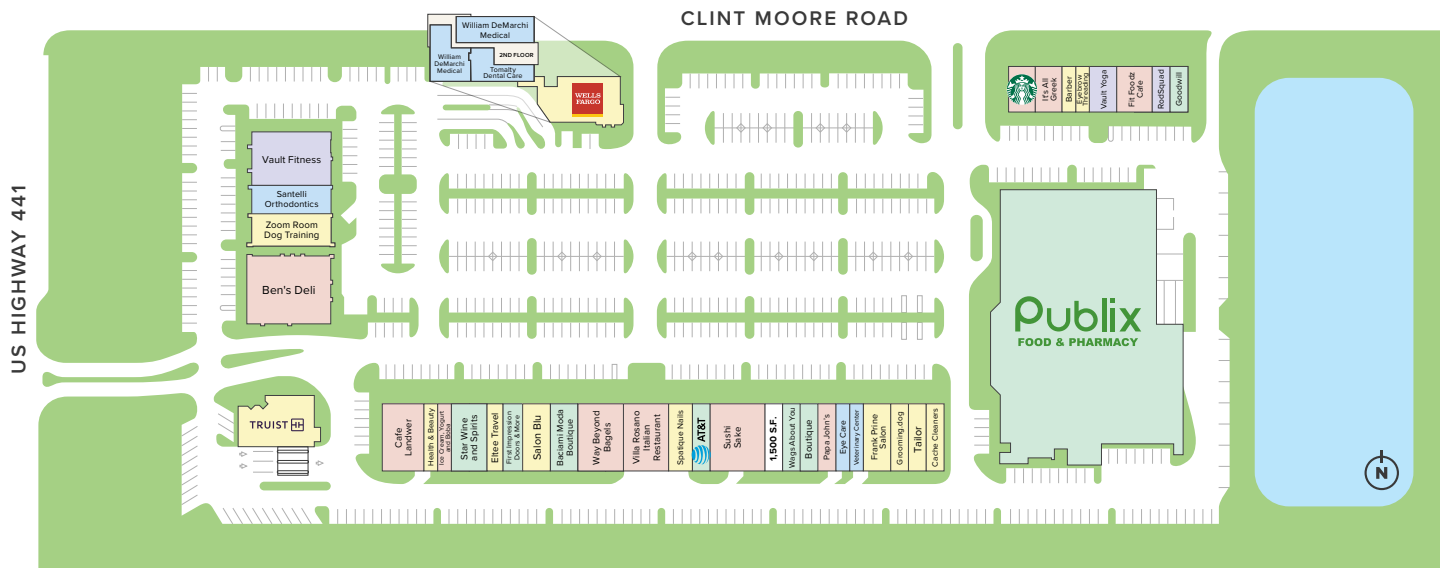 CLINT MOORE ROAD
US HIGHWAY 441
William DeMarchi
Medical
William
DeMarchi
Medical
2ND FLOOR
Tomalty
Dental Care
WELLS
FARGO
It's All
Greek
Barber
Eyebrow
Threading
Vault Yoga
Fit Foodz
Cafe
RodSquad
Goodwill
Vault Fitness
Santelli
Orthodontics
Zoom Room
Dog Training
Ben's Deli
Publix
FOOD & PHARMACY
TRUIST
Cafe
Landwer
Health & Beauty
Ice Cream, Yogurt
and Boba
Star Wine
and Spirits
Eltee Travel
First Impression
Doors & More
Salon Blu
Baciami Moda
Boutique
Way Beyond
Bagels
Villa Rosano
Italian
Restaurant
Spatique Nails
AT&T
Sushi
Sake
1,500 S.F.
Wags About You
Boutique
Papa John's
Eye Care
Veterinary Center
Frank Prine
Salon
Grooming.dog
Tailor
Cache Cleaners
N